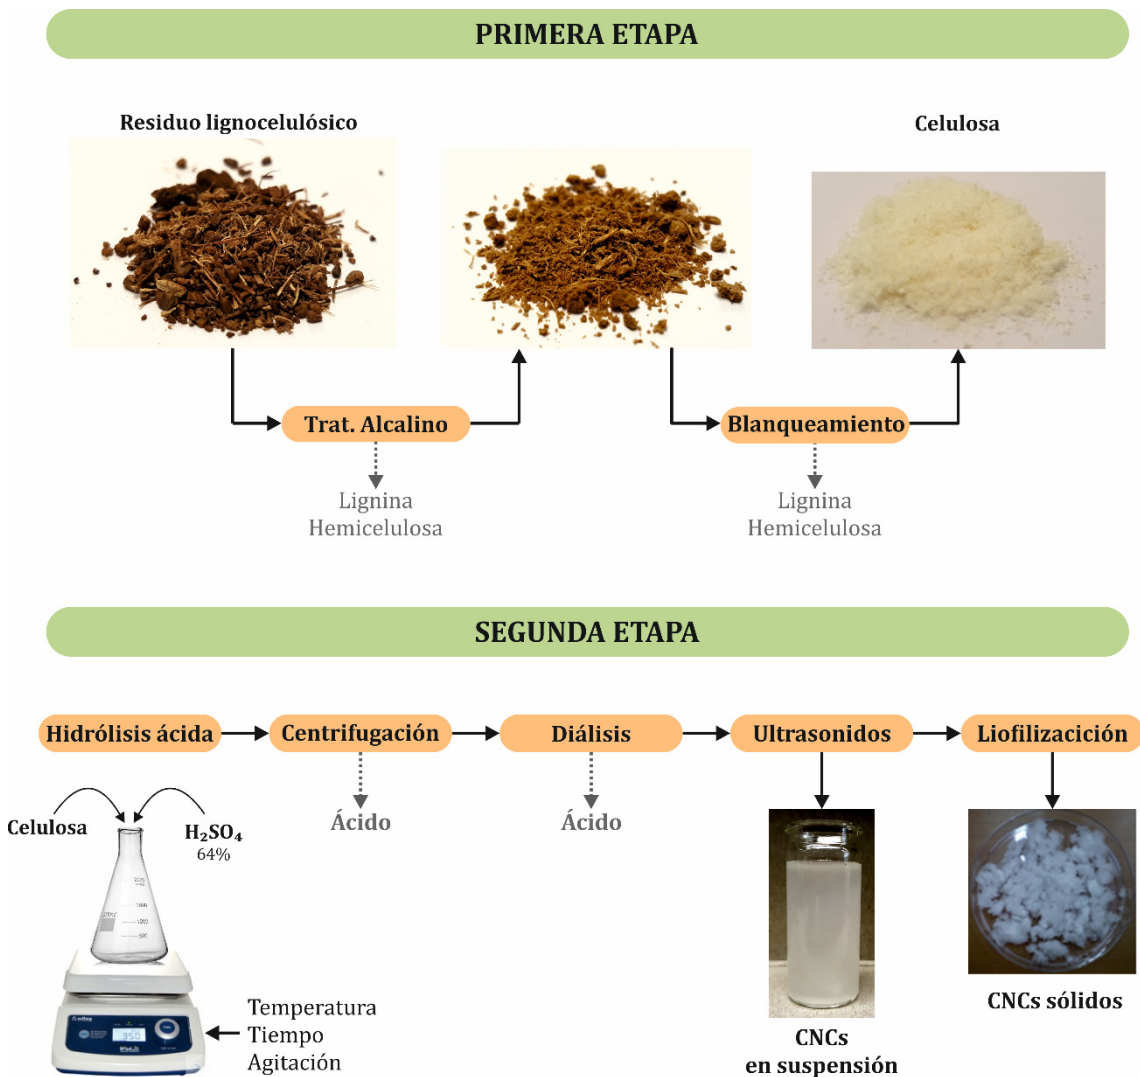 PRIMERA ETAPA
Residuo lignocelulósico
Celulosa
Trat. Alcalino
Blanqueamiento
Lignina
Hemicelulosa
Lignina
Hemicelulosa
SEGUNDA ETAPA
Hidrólisis ácida
Centrifugación
Diálisis
Ultrasonidos
Liofilizacición
Celulosa
H₂SO₄
64%
Ácido
Ácido
Temperatura
Tiempo
Agitación
CNCs
en suspensión
CNCs sólidos